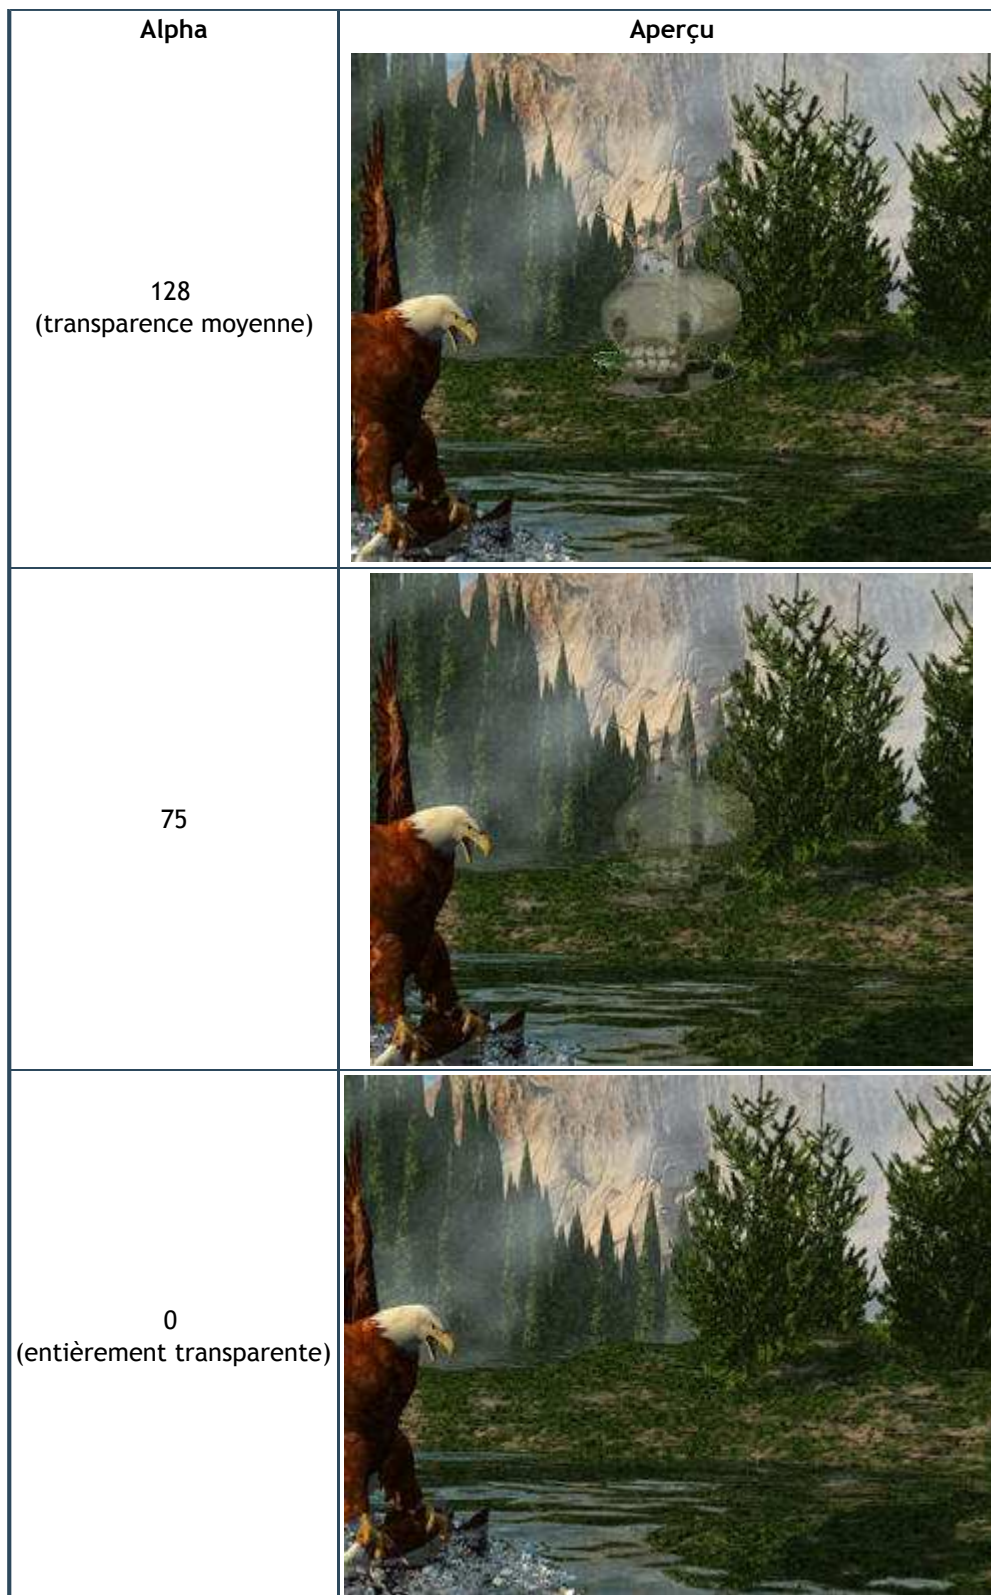 Alpha
Aperçu
128
(transparence moyenne)
75
0
(entièrement transparente)